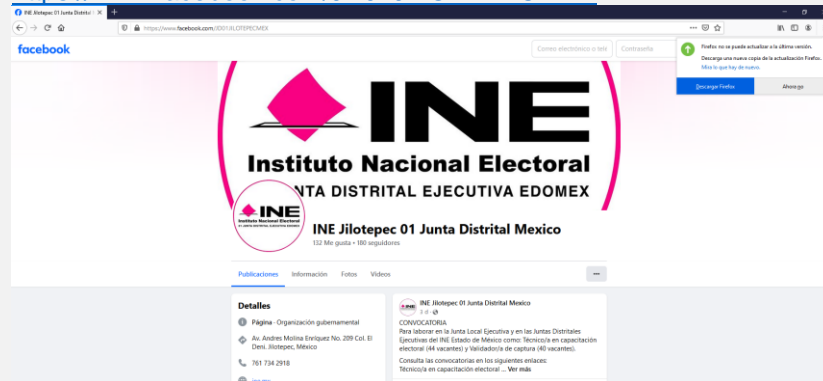 INE Jilotepec 01 Junta Distrital
https://www.facebook.com/JD01JILOTEPECMEX
Firefox no se puede actualizar a la última versión.
Descarga una nueva copia de la actualización Firefox.
Mira lo que hay de nuevo.
Descargar Firefox
Ahora no
facebook
Correo electrónico o
Contraseña
INE
Instituto Nacional Electoral
JUNTA DISTRITAL EJECUTIVA EDOMEX
INE
Instituto Nacional Electoral
INE Jilotepec 01 Junta Distrital Mexico
132 Me gusta • 180 seguidores
Publicaciones Información Fotos Videos
Detalles
Página · Organización gubernamental
Av. Andres Molina Enriquez No. 209 Col. El
Deni. Jilotepec, México
761 734 2918
INE Jilotepec 01 Junta Distrital Mexico
3 d
CONVOCATORIA
Para laborar en la Junta Local Ejecutiva y en las Juntas Distritales
Ejecutivas del INE Estado de México como: Técnico/a en capacitación
electoral (44 vacantes) y Validador/a de captura (40 vacantes).
Consulta las convocatorias en los siguientes enlaces:
Técnico/a en capacitación electoral ... Ver más